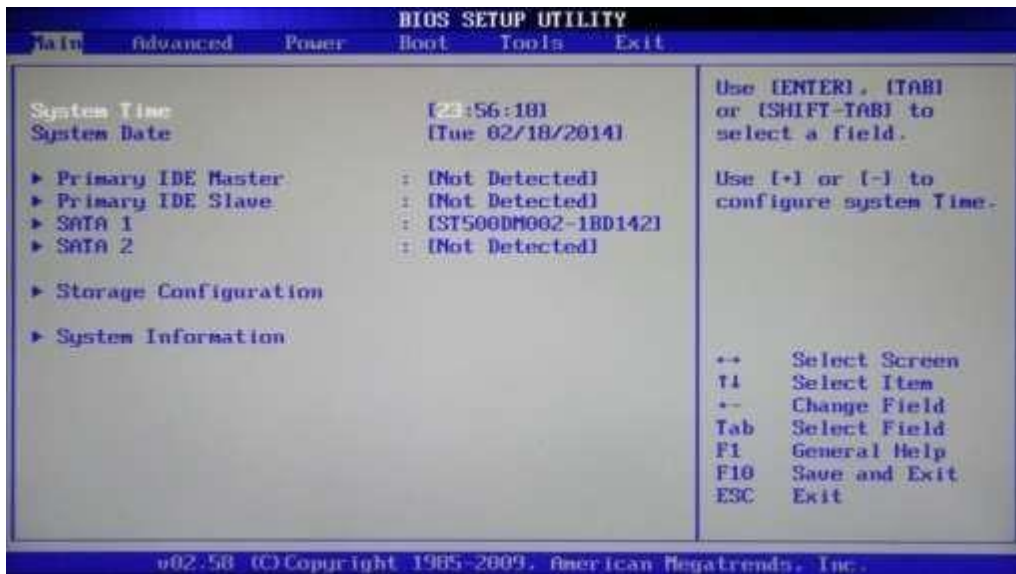 BIOS SETUP UTILITY
Main Advanced Power Boot Tools Exit
System Time [23:56:18]
System Date [Tue 02/18/2014]
► Primary IDE Master : [Not Detected]
► Primary IDE Slave : [Not Detected]
► SATA 1 : [ST500DM002-1BD142]
► SATA 2 : [Not Detected]
► Storage Configuration
► System Information
Use [ENTER], [TAB]
or [SHIFT-TAB] to
select a field.
Use [+] or [-] to
configure system Time.
←→ Select Screen
↑↓ Select Item
+- Change Field
Tab Select Field
F1 General Help
F10 Save and Exit
ESC Exit
v02.58 (C)Copyright 1985-2009, American Megatrends, Inc.